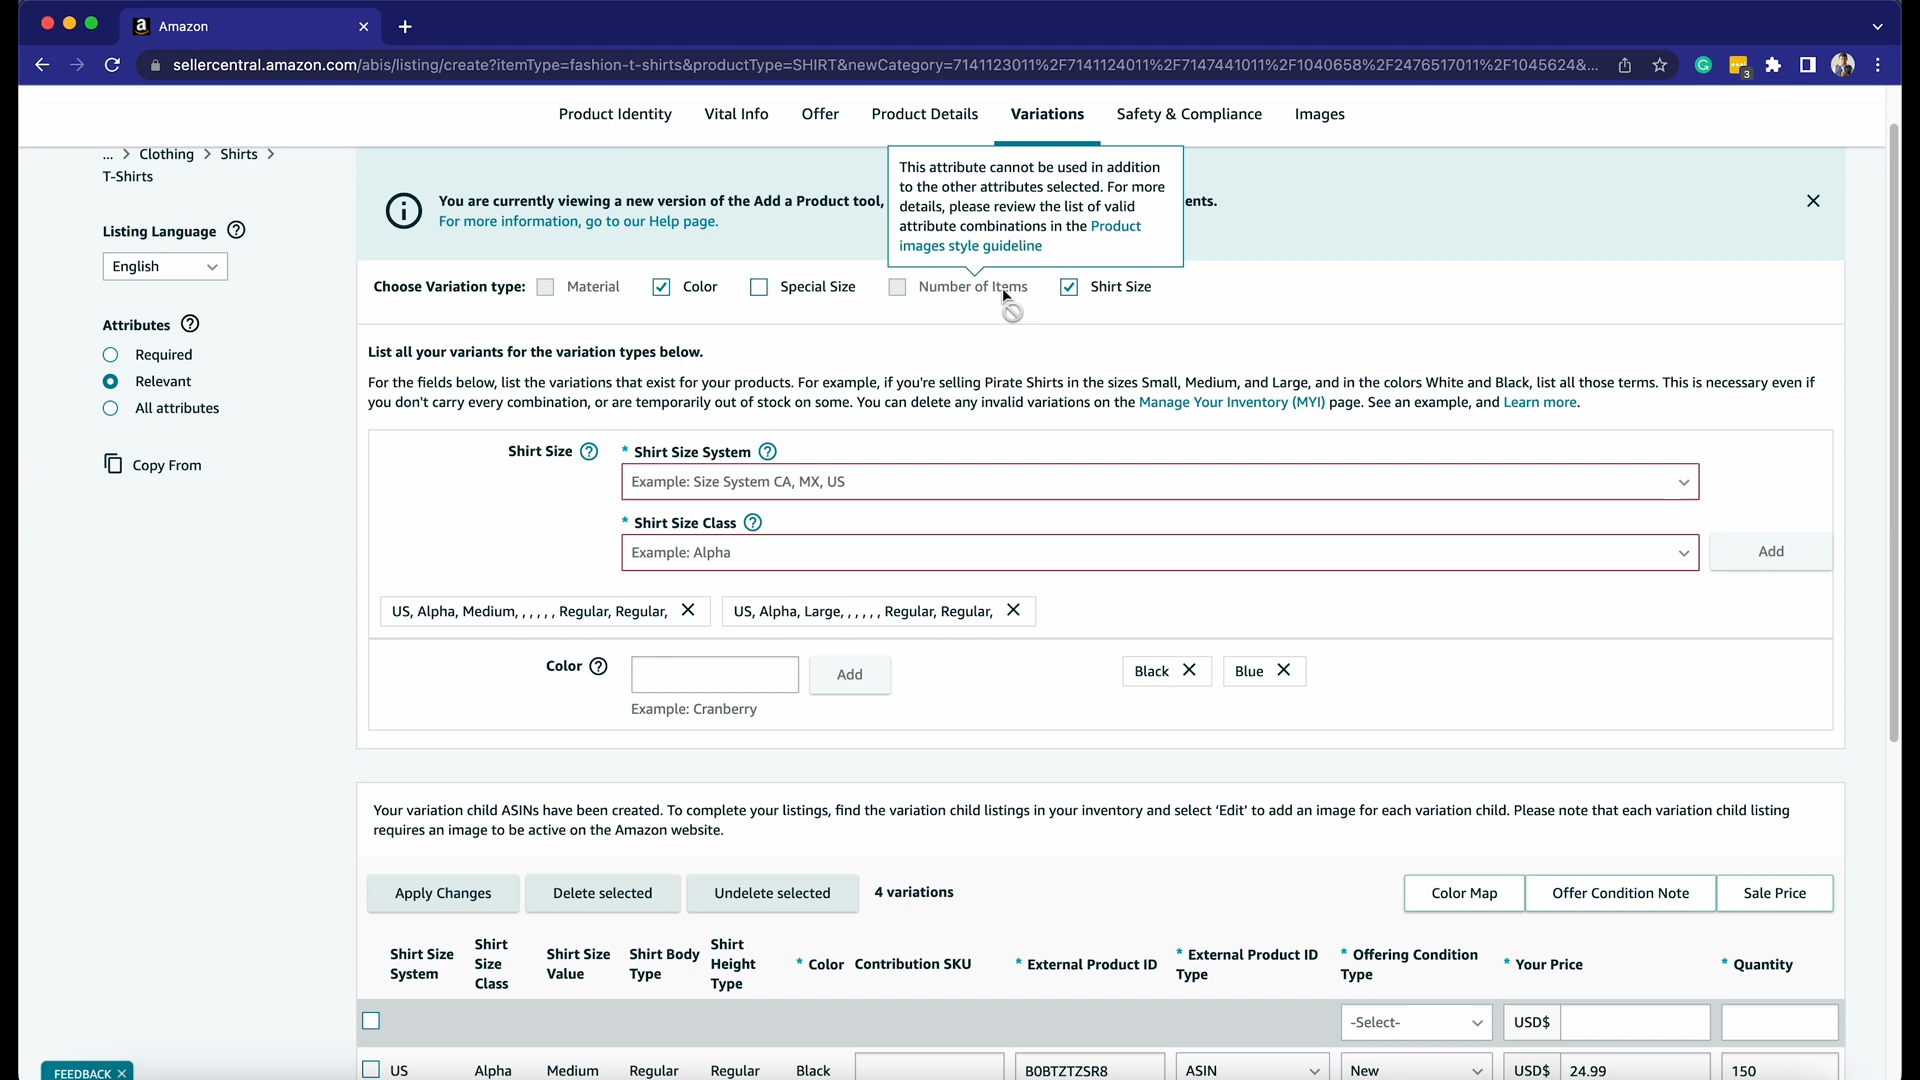 Amazon
sellercentral.amazon.com/abis/listing/create?itemType=fashion-t-shirts&productType=SHIRT&newCategory=7141123011%2F7141124011%2F7147441011%2F1040658%2F2476517011%2F1045624&...
3
Product Identity Vital Info Offer Product Details Variations Safety & Compliance Images
... > Clothing > Shirts >
T-Shirts
Listing Language
English
Attributes
Required
Relevant
All attributes
Copy From
This attribute cannot be used in addition
to the other attributes selected. For more
details, please review the list of valid
attribute combinations in the Product
images style guideline
You are currently viewing a new version of the Add a Product tool, ents.
For more information, go to our Help page.
Choose Variation type: Material Color Special Size Number of Items Shirt Size
List all your variants for the variation types below.
For the fields below, list the variations that exist for your products. For example, if you're selling Pirate Shirts in the sizes Small, Medium, and Large, and in the colors White and Black, list all those terms. This is necessary even if
you don't carry every combination, or are temporarily out of stock on some. You can delete any invalid variations on the Manage Your Inventory (MYI) page. See an example, and Learn more.
Shirt Size
* Shirt Size System
Example: Size System CA, MX, US
* Shirt Size Class
Example: Alpha
Add
US, Alpha, Medium, , , , , , Regular, Regular,
US, Alpha, Large, , , , , , Regular, Regular,
Color
Add
Example: Cranberry
Black
Blue
Your variation child ASINs have been created. To complete your listings, find the variation child listings in your inventory and select ‘Edit’ to add an image for each variation child. Please note that each variation child listing
requires an image to be active on the Amazon website.
Apply Changes Delete selected Undelete selected 4 variations Color Map Offer Condition Note Sale Price
Shirt Size System
Shirt Size Class
Shirt Size Value
Shirt Body Type
Shirt Height Type
* Color
Contribution SKU
* External Product ID
* External Product ID Type
* Offering Condition Type
* Your Price
* Quantity
-Select- USD$
US Alpha Medium Regular Regular Black B0BTZTZSR8 ASIN New USD$ 24.99 150
FEEDBACK